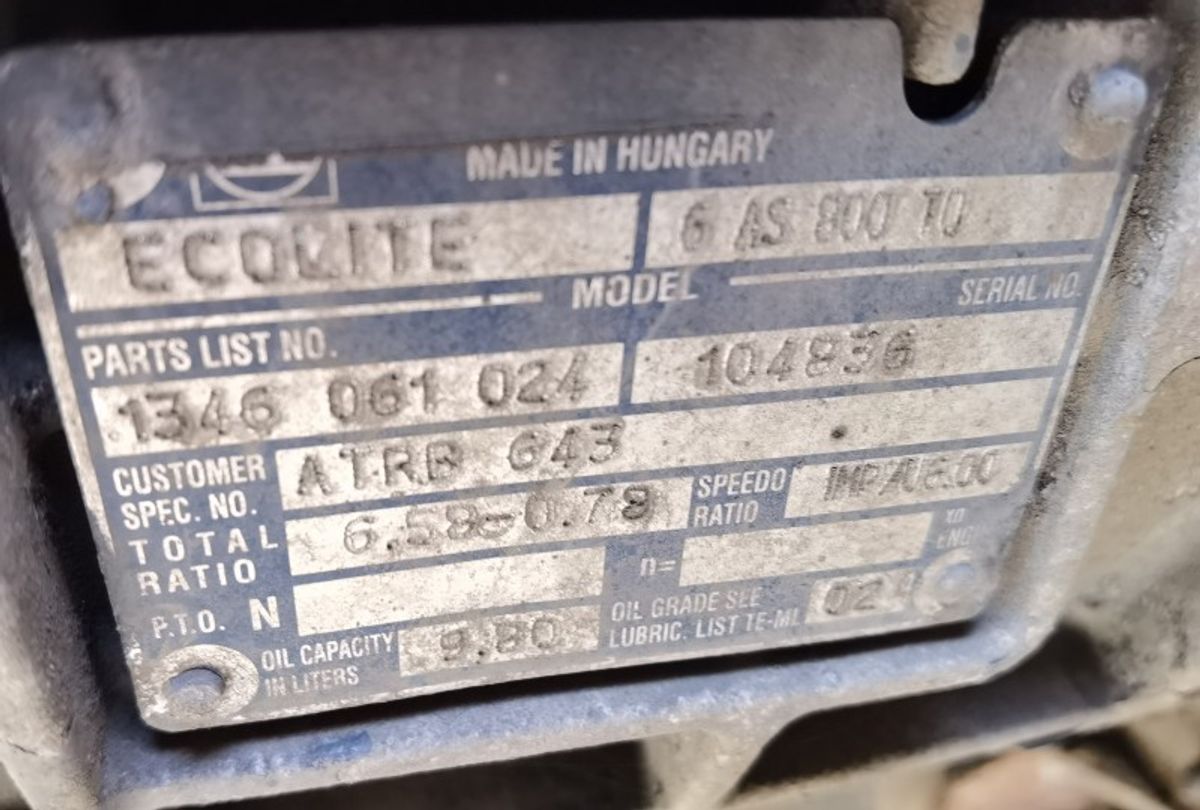 MADE IN HUNGARY
ECOLITE 6 AS 800 TO
MODEL
PARTS LIST NO. SERIAL NO.
1346 061 024 104836
CUSTOMER SPEC. NO. ATRB 643
TOTAL RATIO 6.58-0.78 SPEEDO RATIO
P.T.O. N n=
OIL CAPACITY IN LITERS 9.80 OIL GRADE SEE LUBRIC. LIST TE-ML 02